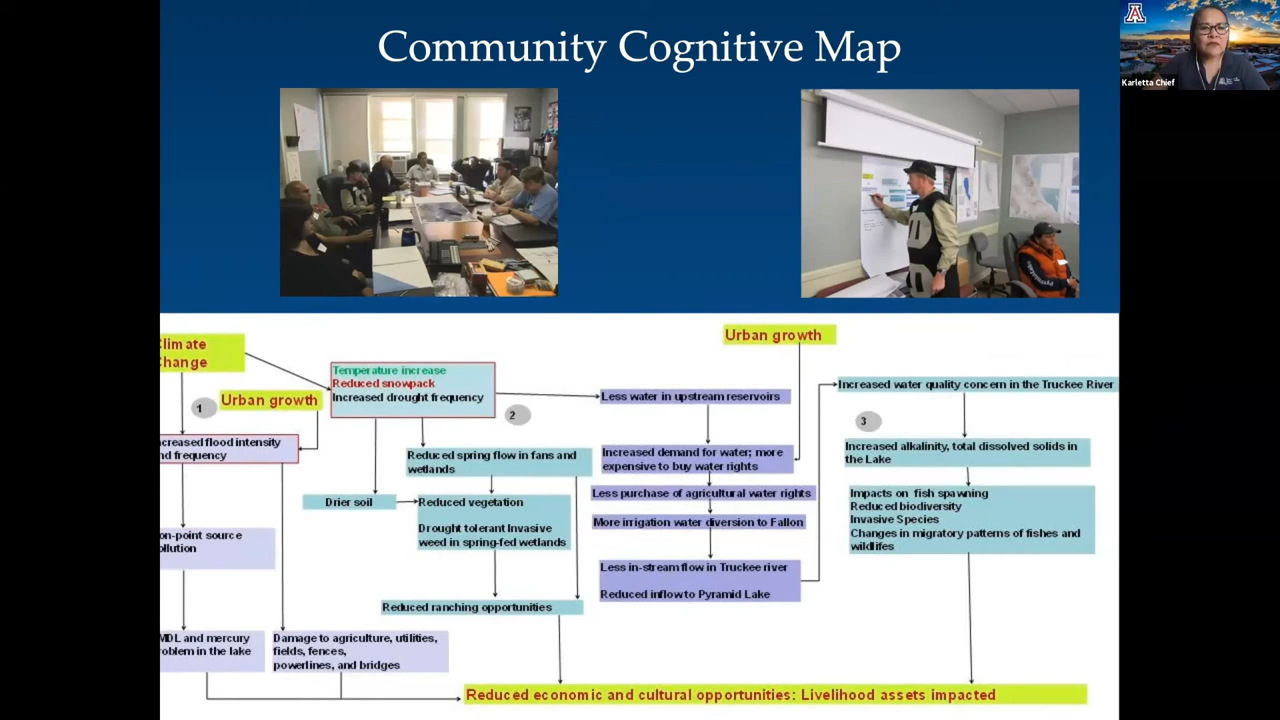 Community Cognitive Map
A
Karletta Chief
Climate
Change
Urban growth
Temperature increase
Reduced snowpack
Increased drought frequency
1
Urban growth
2
Less water in upstream reservoirs
Increased water quality concern in the Truckee River
3
creased flood intensity
nd frequency
Reduced spring flow in fans and
wetlands
Increased demand for water; more
expensive to buy water rights
Increased alkalinity, total dissolved solids in
the Lake
Drier soil
Reduced vegetation
Drought tolerant Invasive
weed in spring-fed wetlands
Less purchase of agricultural water rights
More irrigation water diversion to Fallon
Impacts on fish spawning
Reduced biodiversity
Invasive Species
Changes in migratory patterns of fishes and
wildlifes
on-point source
ollution
Less in-stream flow in Truckee river
Reduced inflow to Pyramid Lake
Reduced ranching opportunities
MDL and mercury
roblem in the lake
Damage to agriculture, utilities,
fields, fences,
powerlines, and bridges
Reduced economic and cultural opportunities: Livelihood assets impacted